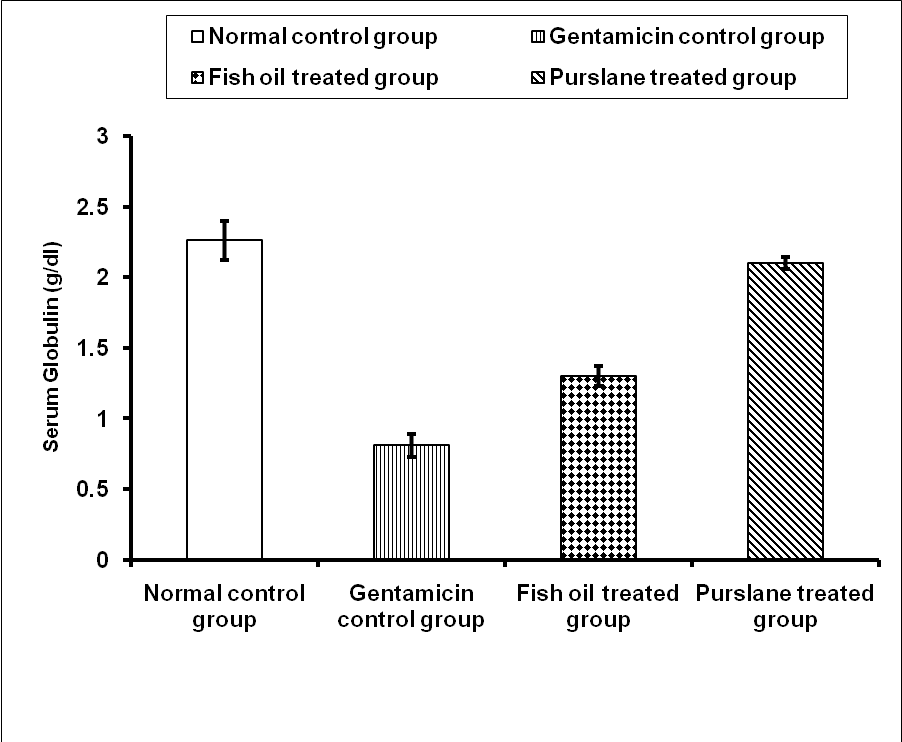 Normal control group
Gentamicin control group
Fish oil treated group
Purslane treated group
3
2.5
2
1.5
1
0.5
0
Serum Globulin (g/dl)
Normal control
group
Gentamicin
control group
Fish oil treated
group
Purslane treated
group